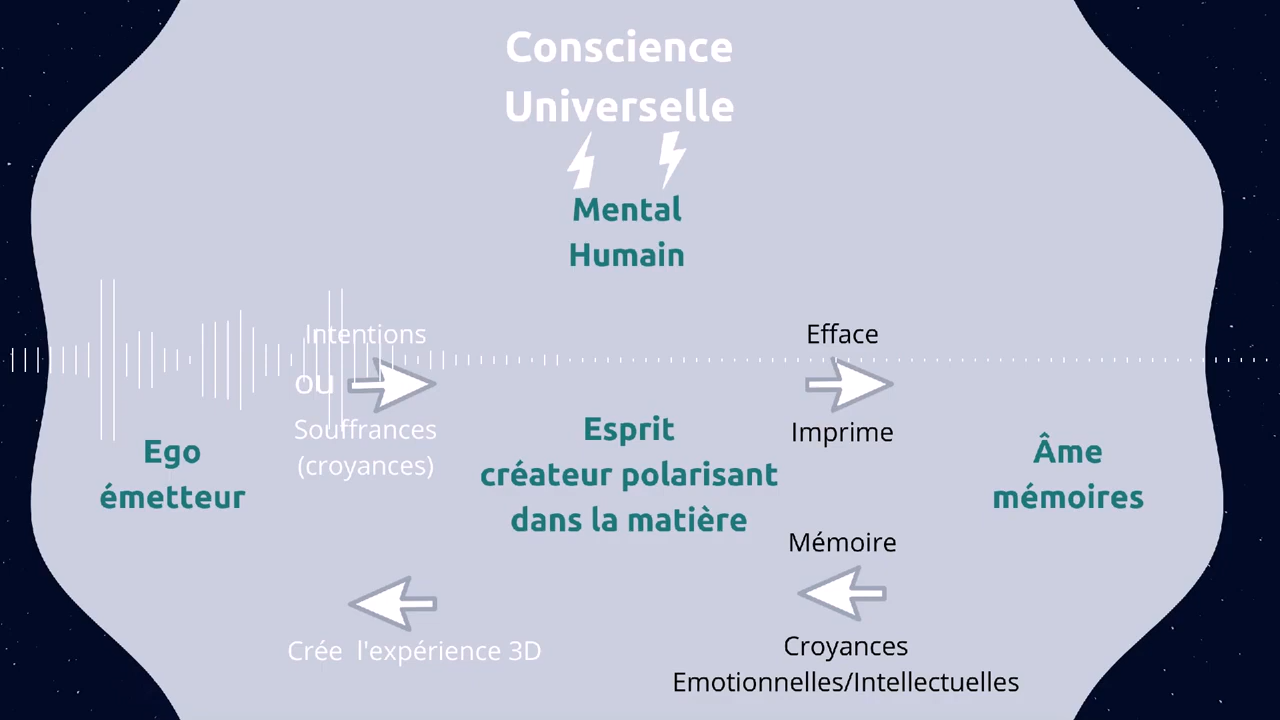 Conscience
Universelle
Mental
Humain
Intentions
ou
Souffrances
(croyances)
Efface
Imprime
Ego
émetteur
Esprit
créateur polarisant
dans la matière
Âme
mémoires
Mémoire
Crée l'expérience 3D
Croyances
Emotionnelles/Intellectuelles